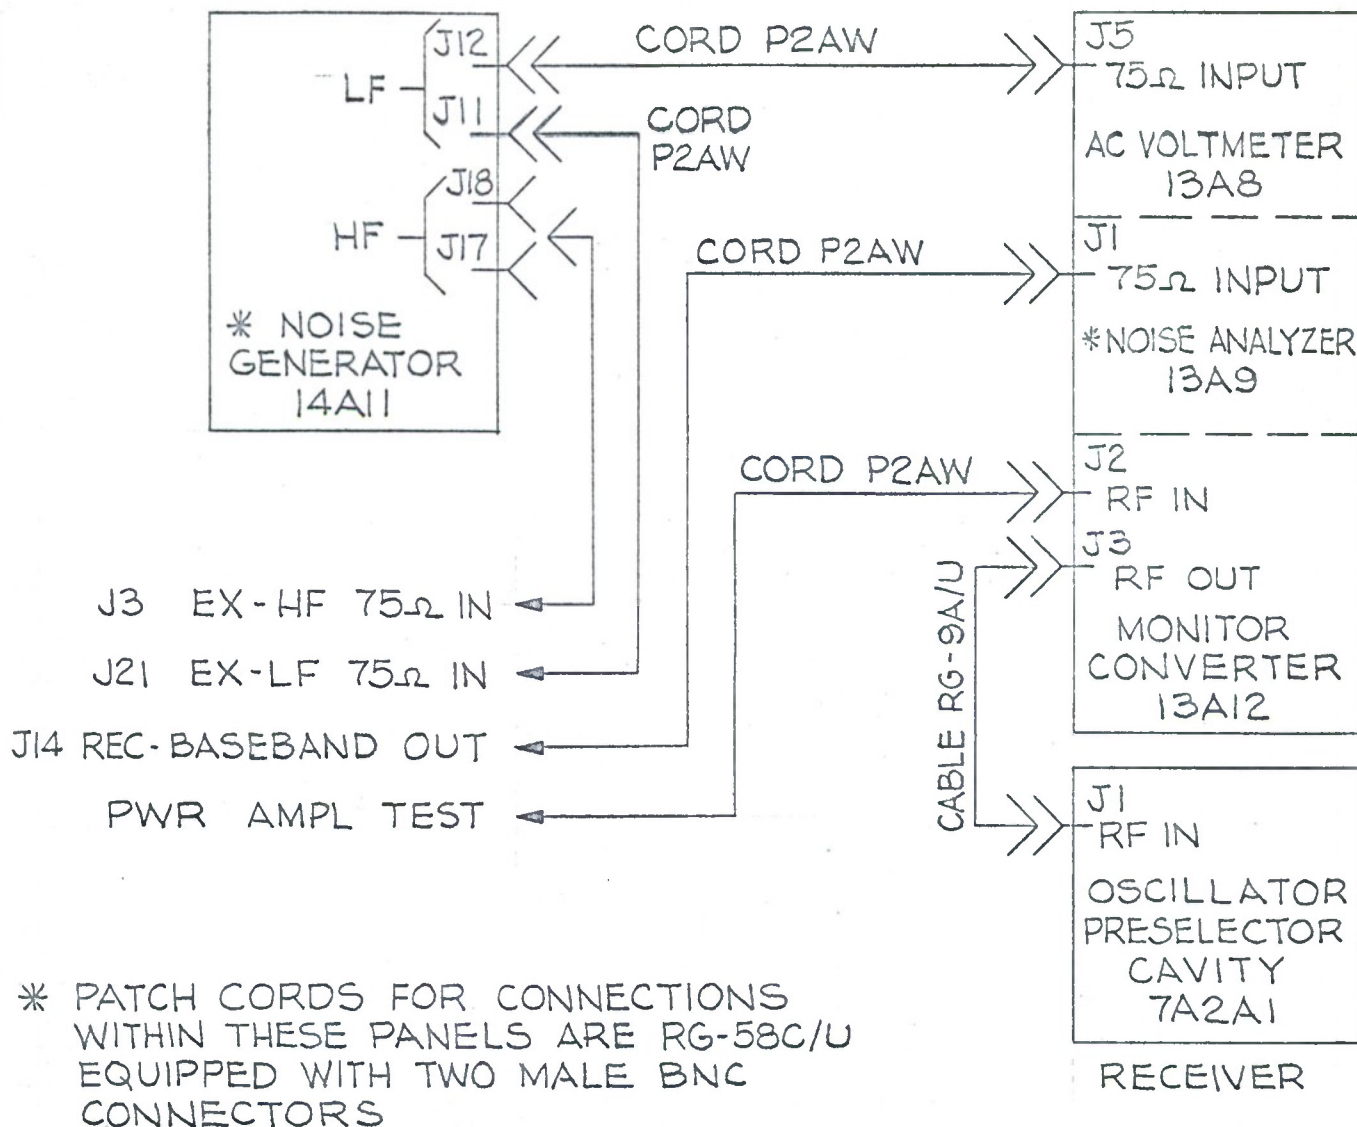 J12
LF
J11
J18
HF
J17
* NOISE
GENERATOR
14A11
CORD P2AW
CORD
P2AW
CORD P2AW
CORD P2AW
J5
75Ω INPUT
AC VOLTMETER
13A8
J1
75Ω INPUT
*NOISE ANALYZER
13A9
J2
RF IN
J3
RF OUT
MONITOR
CONVERTER
13A12
CABLE RG-9A/U
J1
RF IN
OSCILLATOR
PRESELECTOR
CAVITY
7A2A1
RECEIVER
J3 EX-HF 75Ω IN
J21 EX-LF 75Ω IN
J14 REC-BASEBAND OUT
PWR AMPL TEST
* PATCH CORDS FOR CONNECTIONS
WITHIN THESE PANELS ARE RG-58C/U
EQUIPPED WITH TWO MALE BNC
CONNECTORS